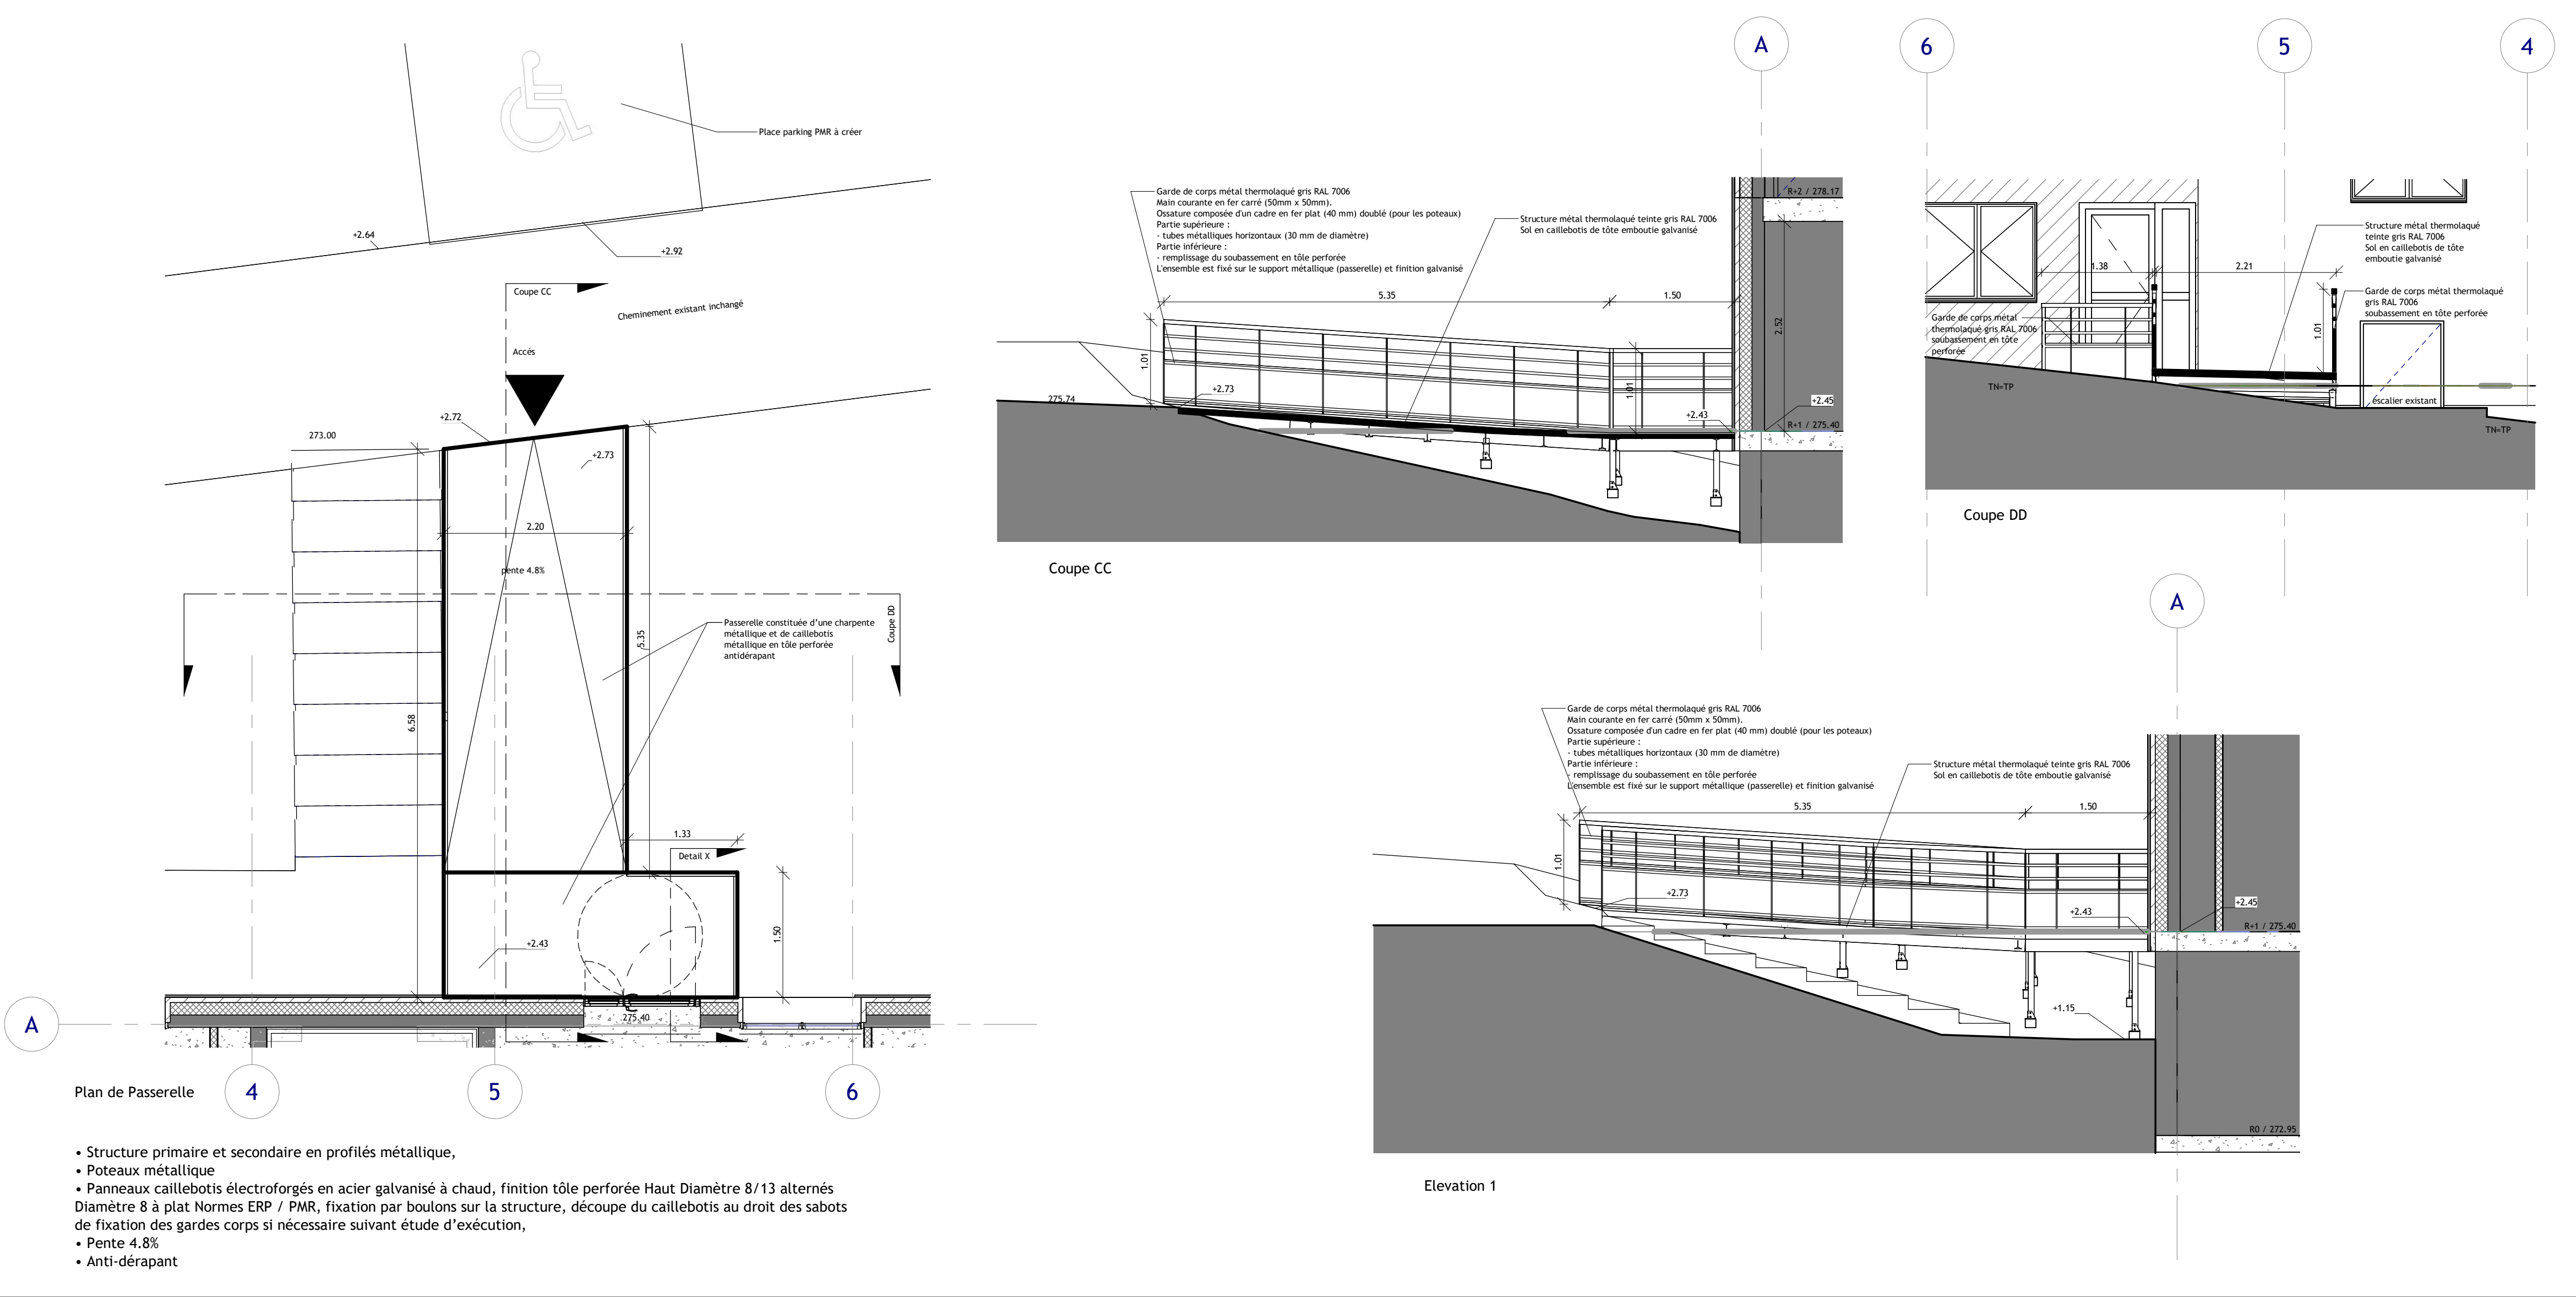 Place parking PMR à créer
+2.64
+2.92
Coupe CC
Cheminement existant inchangé
Accés
+2.72
273.00
+2.73
2.20
pente 4.8%
Coupe DD
5.35
Passerelle constituée d’une charpente
métallique et de caillebotis
métallique en tôle perforée
antidérapant
6.58
1.33
Detail X
1.50
+2.43
275.40
A
4
5
6
Plan de Passerelle
• Structure primaire et secondaire en profilés métallique,
• Poteaux métallique
• Panneaux caillebotis électroforgés en acier galvanisé à chaud, finition tôle perforée Haut Diamètre 8/13 alternés
Diamètre 8 à plat Normes ERP / PMR, fixation par boulons sur la structure, découpe du caillebotis au droit des sabots
de fixation des gardes corps si nécessaire suivant étude d’exécution,
• Pente 4.8%
• Anti-dérapant
A
Garde de corps métal thermolaqué gris RAL 7006
Main courante en fer carré (50mm x 50mm).
Ossature composée d'un cadre en fer plat (40 mm) doublé (pour les poteaux)
Partie supérieure :
- tubes métalliques horizontaux (30 mm de diamètre)
Partie inférieure :
- remplissage du soubassement en tôle perforée
L'ensemble est fixé sur le support métallique (passerelle) et finition galvanisé
Structure métal thermolaqué teinte gris RAL 7006
Sol en caillebotis de tôte emboutie galvanisé
R+2 / 278.17
5.35
1.50
2.52
1.01
1.01
+2.73
275.74
+2.43
+2.45
R+1 / 275.40
Coupe CC
6
5
4
Structure métal thermolaqué
teinte gris RAL 7006
Sol en caillebotis de tôte
emboutie galvanisé
1.38
2.21
Garde de corps métal thermolaqué
gris RAL 7006
soubassement en tôte perforée
Garde de corps métal
thermolaqué gris RAL 7006
soubassement en tôte
perforée
1.01
TN=TP
escalier existant
TN=TP
Coupe DD
A
Garde de corps métal thermolaqué gris RAL 7006
Main courante en fer carré (50mm x 50mm).
Ossature composée d'un cadre en fer plat (40 mm) doublé (pour les poteaux)
Partie supérieure :
- tubes métalliques horizontaux (30 mm de diamètre)
Partie inférieure :
- remplissage du soubassement en tôle perforée
L'ensemble est fixé sur le support métallique (passerelle) et finition galvanisé
Structure métal thermolaqué teinte gris RAL 7006
Sol en caillebotis de tôte emboutie galvanisé
5.35
1.50
1.01
+2.73
+2.43
+2.45
R+1 / 275.40
+1.15
R0 / 272.95
Elevation 1